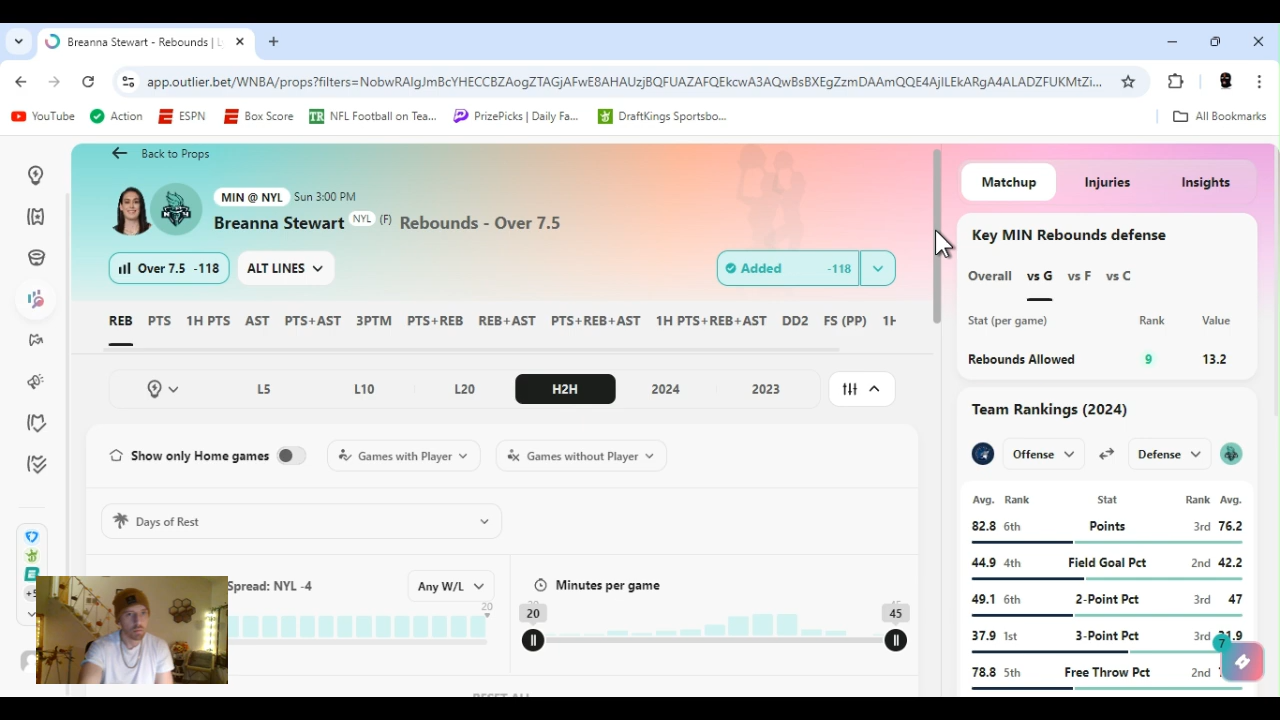 Breanna Stewart - Rebounds | L
app.outlier.bet/WNBA/props?filters=NobwRAlgJmBcYHECCBZAogZTAGjAFwE8AHAUzjBQFUAZAFQEkcwA3AQwBsBXEgZzmDAAmQQE4AjlLEkARgA4ALADZFUKMtZi...
YouTube Action ESPN Box Score NFL Football on Tea... PrizePicks | Daily Fa... DraftKings Sportsbo... All Bookmarks
Back to Props
MIN @ NYL Sun 3:00 PM
Breanna Stewart NYL (F) Rebounds - Over 7.5
Over 7.5 -118 ALT LINES Added -118
REB PTS 1H PTS AST PTS+AST 3PTM PTS+REB REB+AST PTS+REB+AST 1H PTS+REB+AST DD2 FS (PP) 1H
L5 L10 L20 H2H 2024 2023
Show only Home games Games with Player Games without Player
Days of Rest
Spread: NYL -4 Any W/L Minutes per game
20 20 45
Matchup Injuries Insights
Key MIN Rebounds defense
Overall vs G vs F vs C
Stat (per game) Rank Value
Rebounds Allowed 9 13.2
Team Rankings (2024)
Offense Defense
Avg. Rank Stat Rank Avg.
82.8 6th Points 3rd 76.2
44.9 4th Field Goal Pct 2nd 42.2
49.1 6th 2-Point Pct 3rd 47
37.9 1st 3-Point Pct 3rd
7
78.8 5th Free Throw Pct 2nd